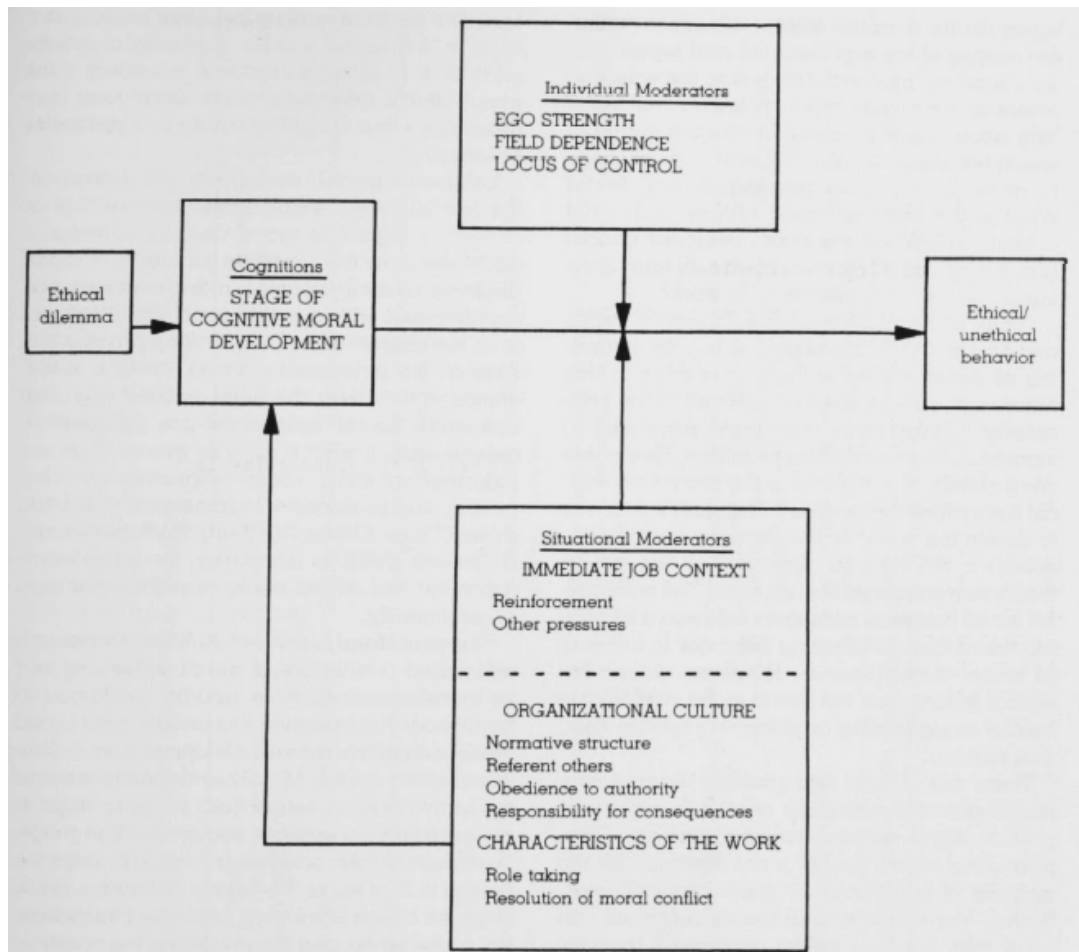 Individual Moderators
EGO STRENGTH
FIELD DEPENDENCE
LOCUS OF CONTROL
Ethical
dilemma
Cognitions
STAGE OF
COGNITIVE MORAL
DEVELOPMENT
Ethical/
unethical
behavior
Situational Moderators
IMMEDIATE JOB CONTEXT
Reinforcement
Other pressures
ORGANIZATIONAL CULTURE
Normative structure
Referent others
Obedience to authority
Responsibility for consequences
CHARACTERISTICS OF THE WORK
Role taking
Resolution of moral conflict